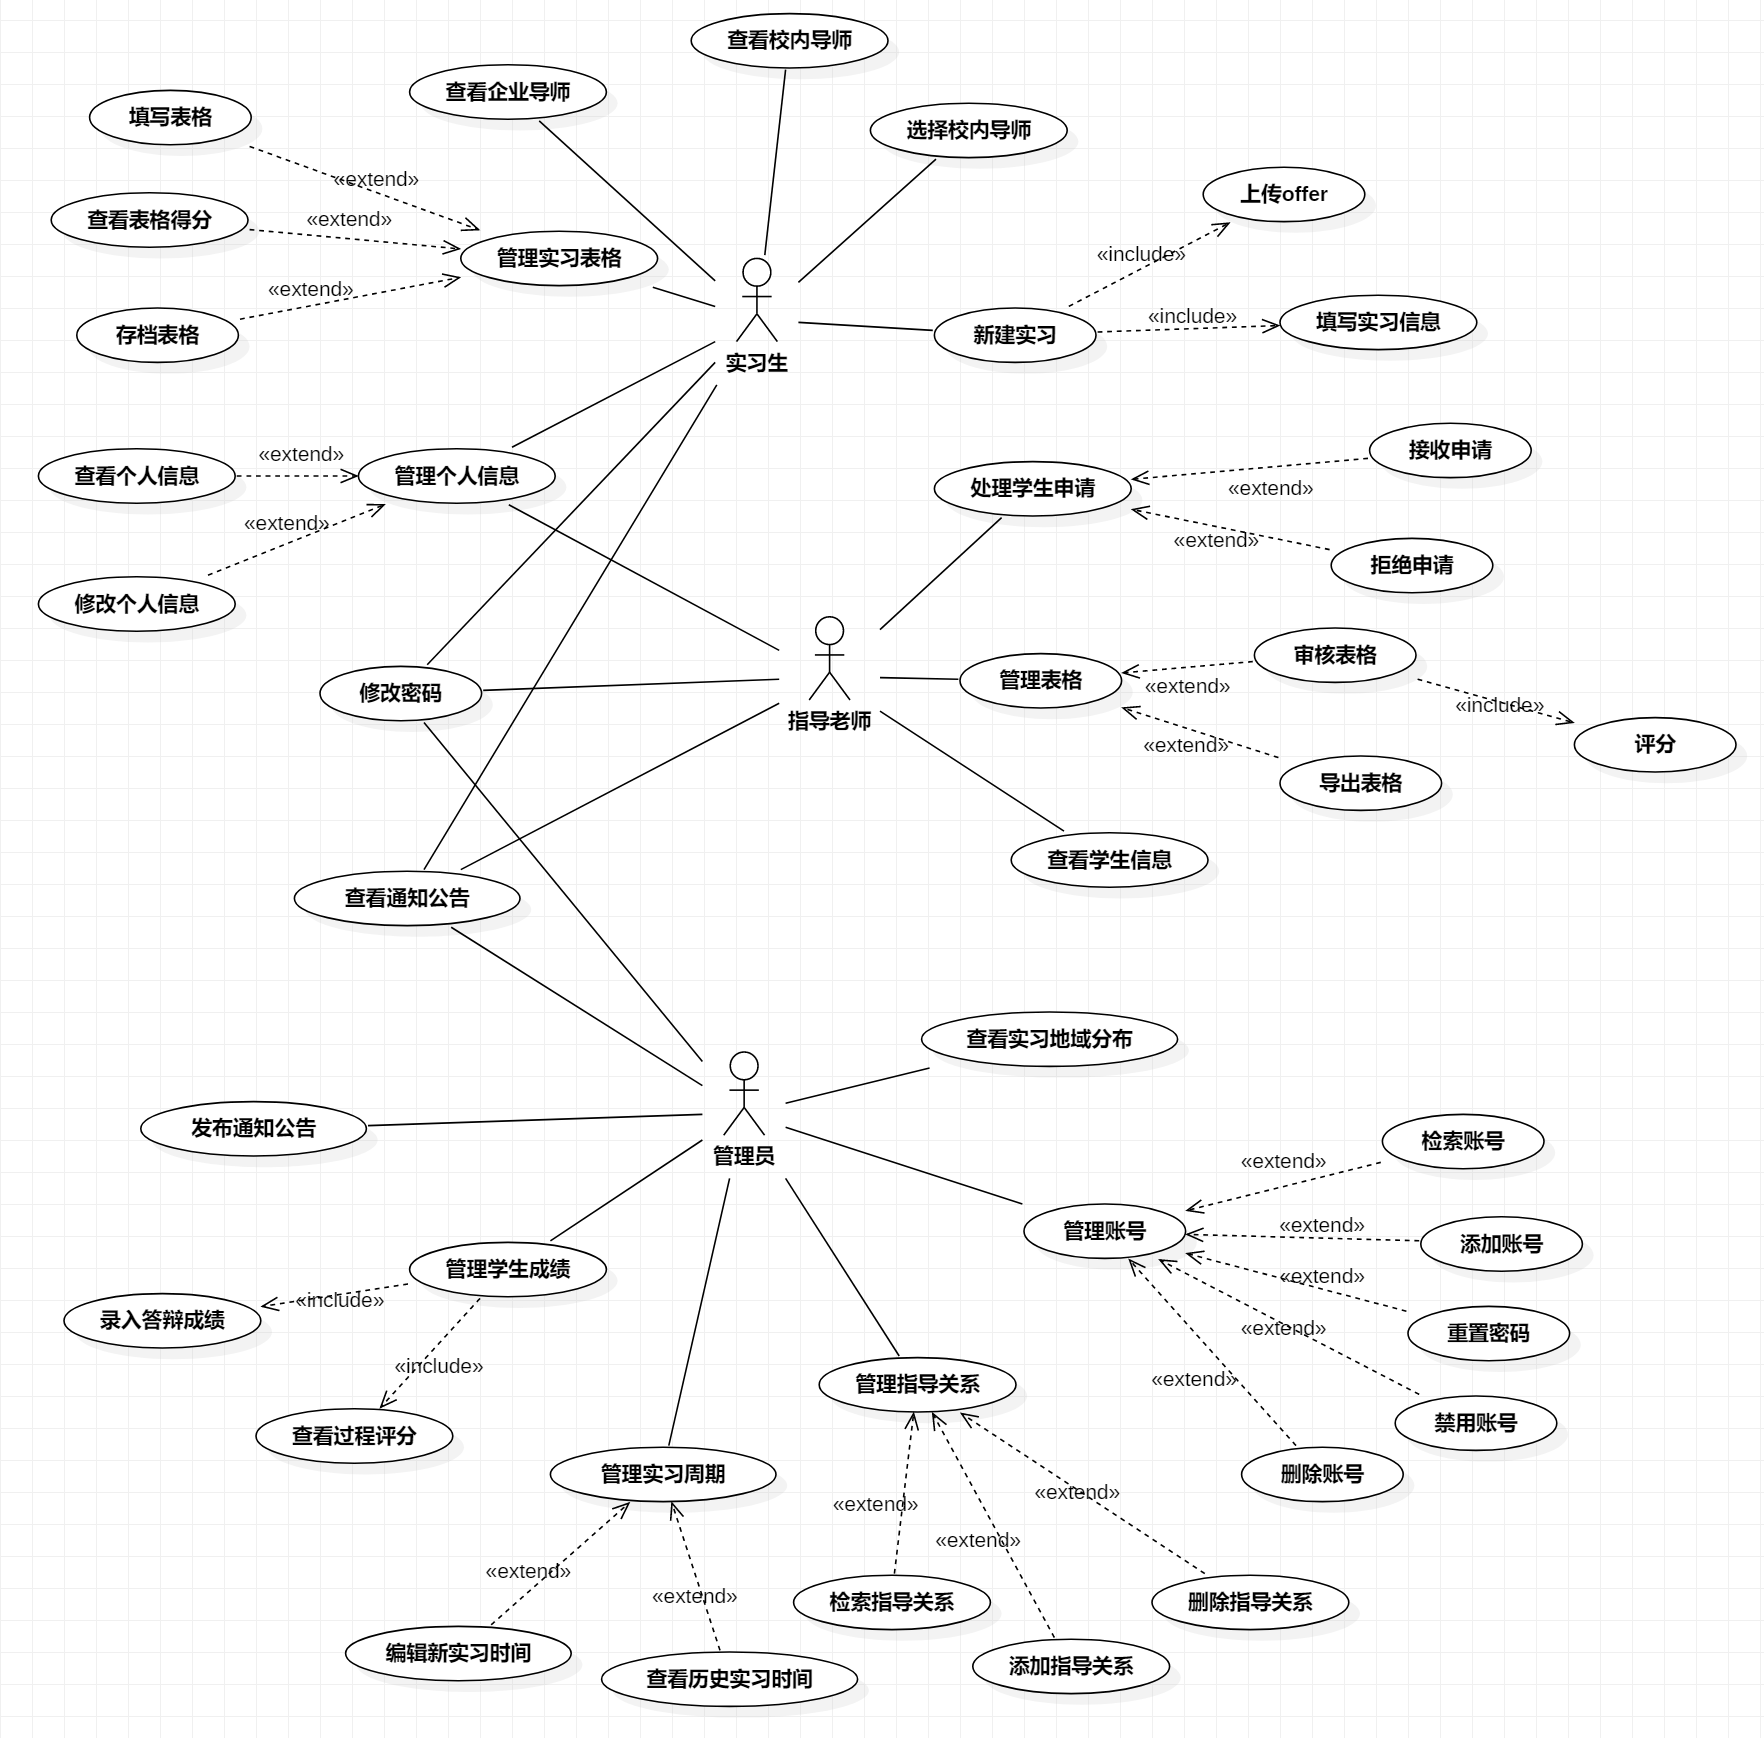 查看校内导师
查看企业导师
填写表格
选择校内导师
«extend»
上传offer
查看表格得分
«extend»
管理实习表格
«include»
«extend»
存档表格
新建实习
«include»
填写实习信息
实习生
查看个人信息
«extend»
管理个人信息
«extend»
修改个人信息
处理学生申请
接收申请
«extend»
«extend»
拒绝申请
修改密码
指导老师
管理表格
审核表格
«extend»
«include»
评分
«extend»
导出表格
查看学生信息
查看通知公告
查看实习地域分布
发布通知公告
管理员
检索账号
«extend»
管理账号
«extend»
添加账号
«extend»
重置密码
«extend»
禁用账号
«extend»
删除账号
管理学生成绩
«include»
录入答辩成绩
«include»
查看过程评分
管理指导关系
管理实习周期
«extend»
«extend»
«extend»
«extend»
«extend»
检索指导关系
删除指导关系
添加指导关系
编辑新实习时间
查看历史实习时间